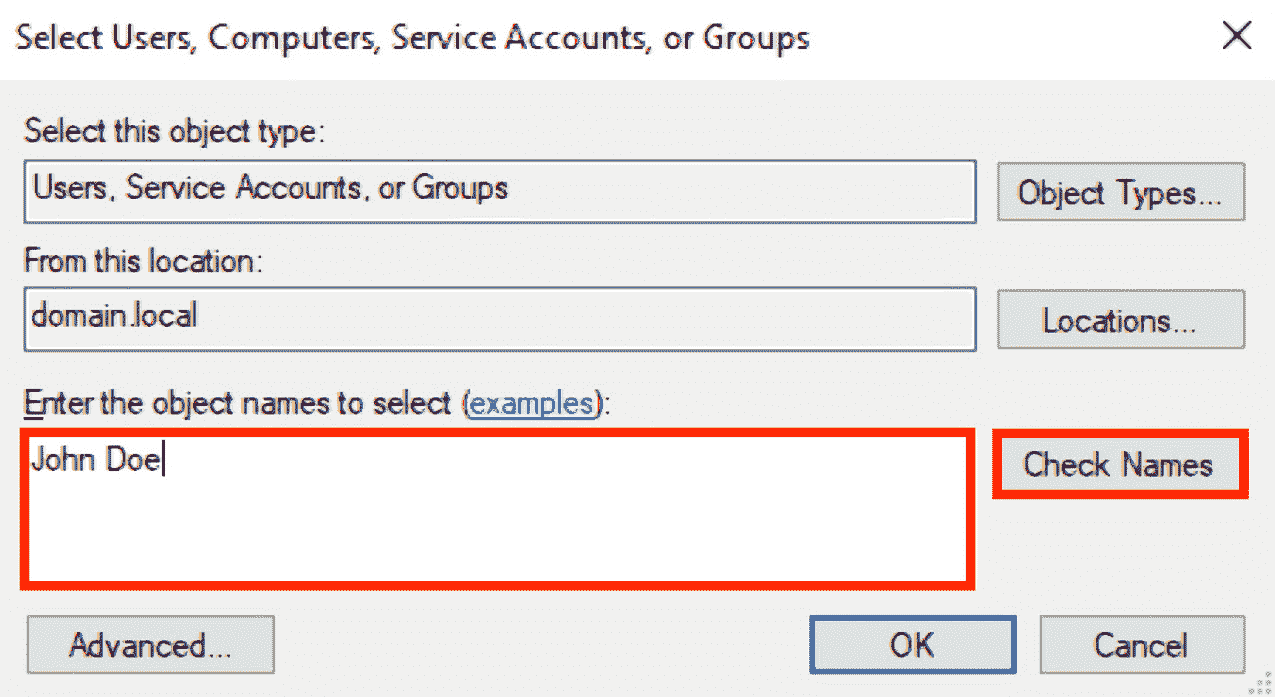 Select Users, Computers, Service Accounts, or Groups
Select this object type:
Users, Service Accounts, or Groups
Object Types...
From this location:
domain.local
Locations...
Enter the object names to select (examples):
John Doe
Check Names
Advanced...
OK
Cancel